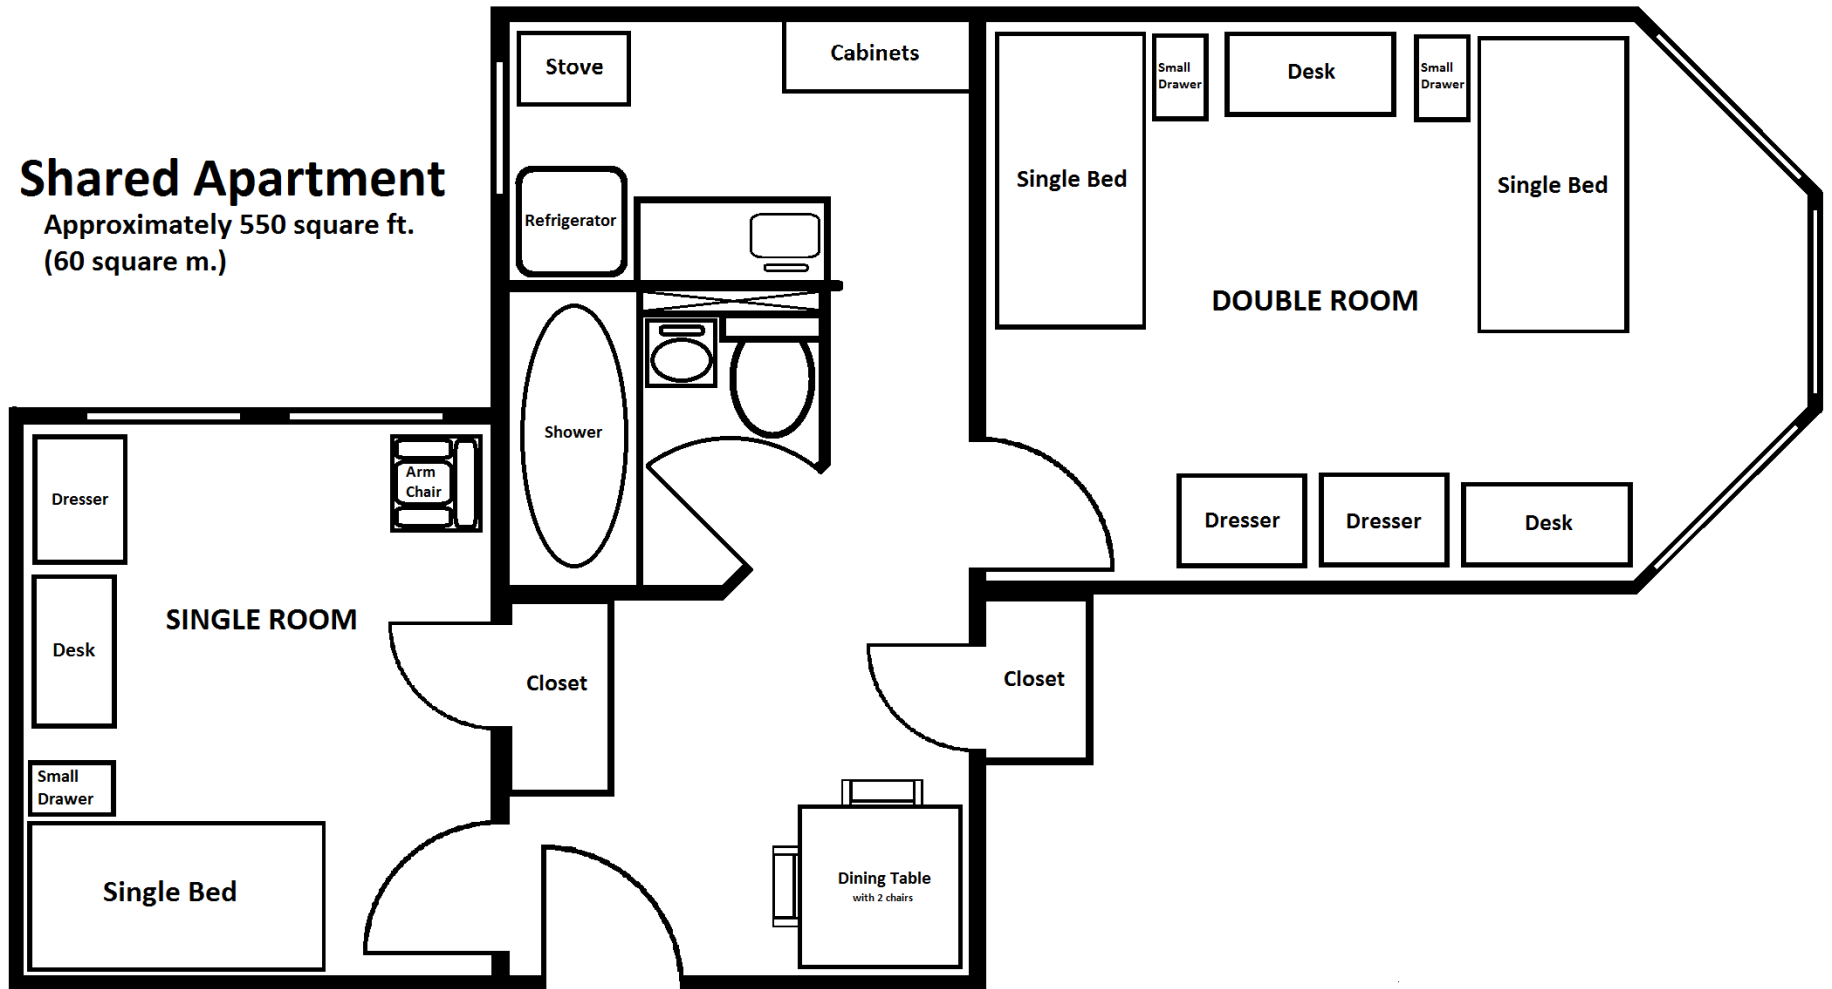 Shared Apartment
Approximately 550 square ft.
(60 square m.)
Stove
Cabinets
Refrigerator
Shower
Single Bed
Small
Drawer
Desk
Small
Drawer
Single Bed
DOUBLE ROOM
Dresser
Dresser
Desk
Closet
Dresser
Arm
Chair
SINGLE ROOM
Desk
Closet
Small
Drawer
Single Bed
Dining Table
with 2 chairs